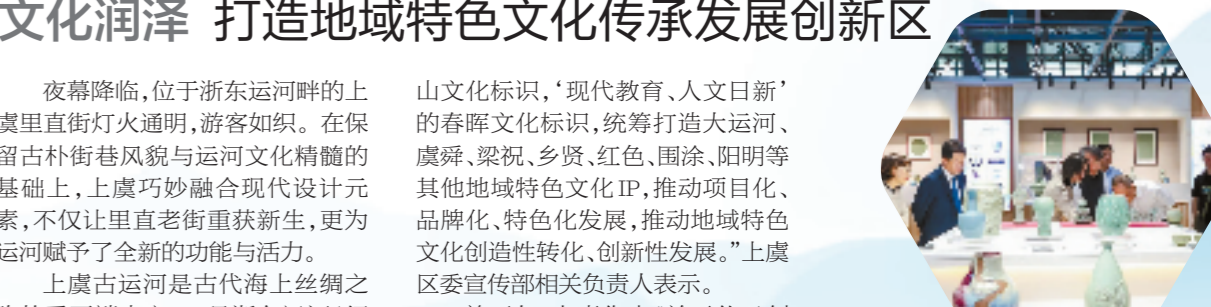 文化润泽 打造地域特色文化传承发展创新区
夜幕降临,位于浙东运河畔的上
虞里直街灯火通明,游客如织。在保
留古朴街巷风貌与运河文化精髓的
基础上,上虞巧妙融合现代设计元
素,不仅让里直老街重获新生,更为
运河赋予了全新的功能与活力。
上虞古运河是古代海上丝绸之
山文化标识,‘现代教育、人文日新’
的春晖文化标识,统筹打造大运河、
虞舜、梁祝、乡贤、红色、围涂、阳明等
其他地域特色文化IP,推动项目化、
品牌化、特色化发展,推动地域特色
文化创造性转化、创新性发展。”上虞
区委宣传部相关负责人表示。